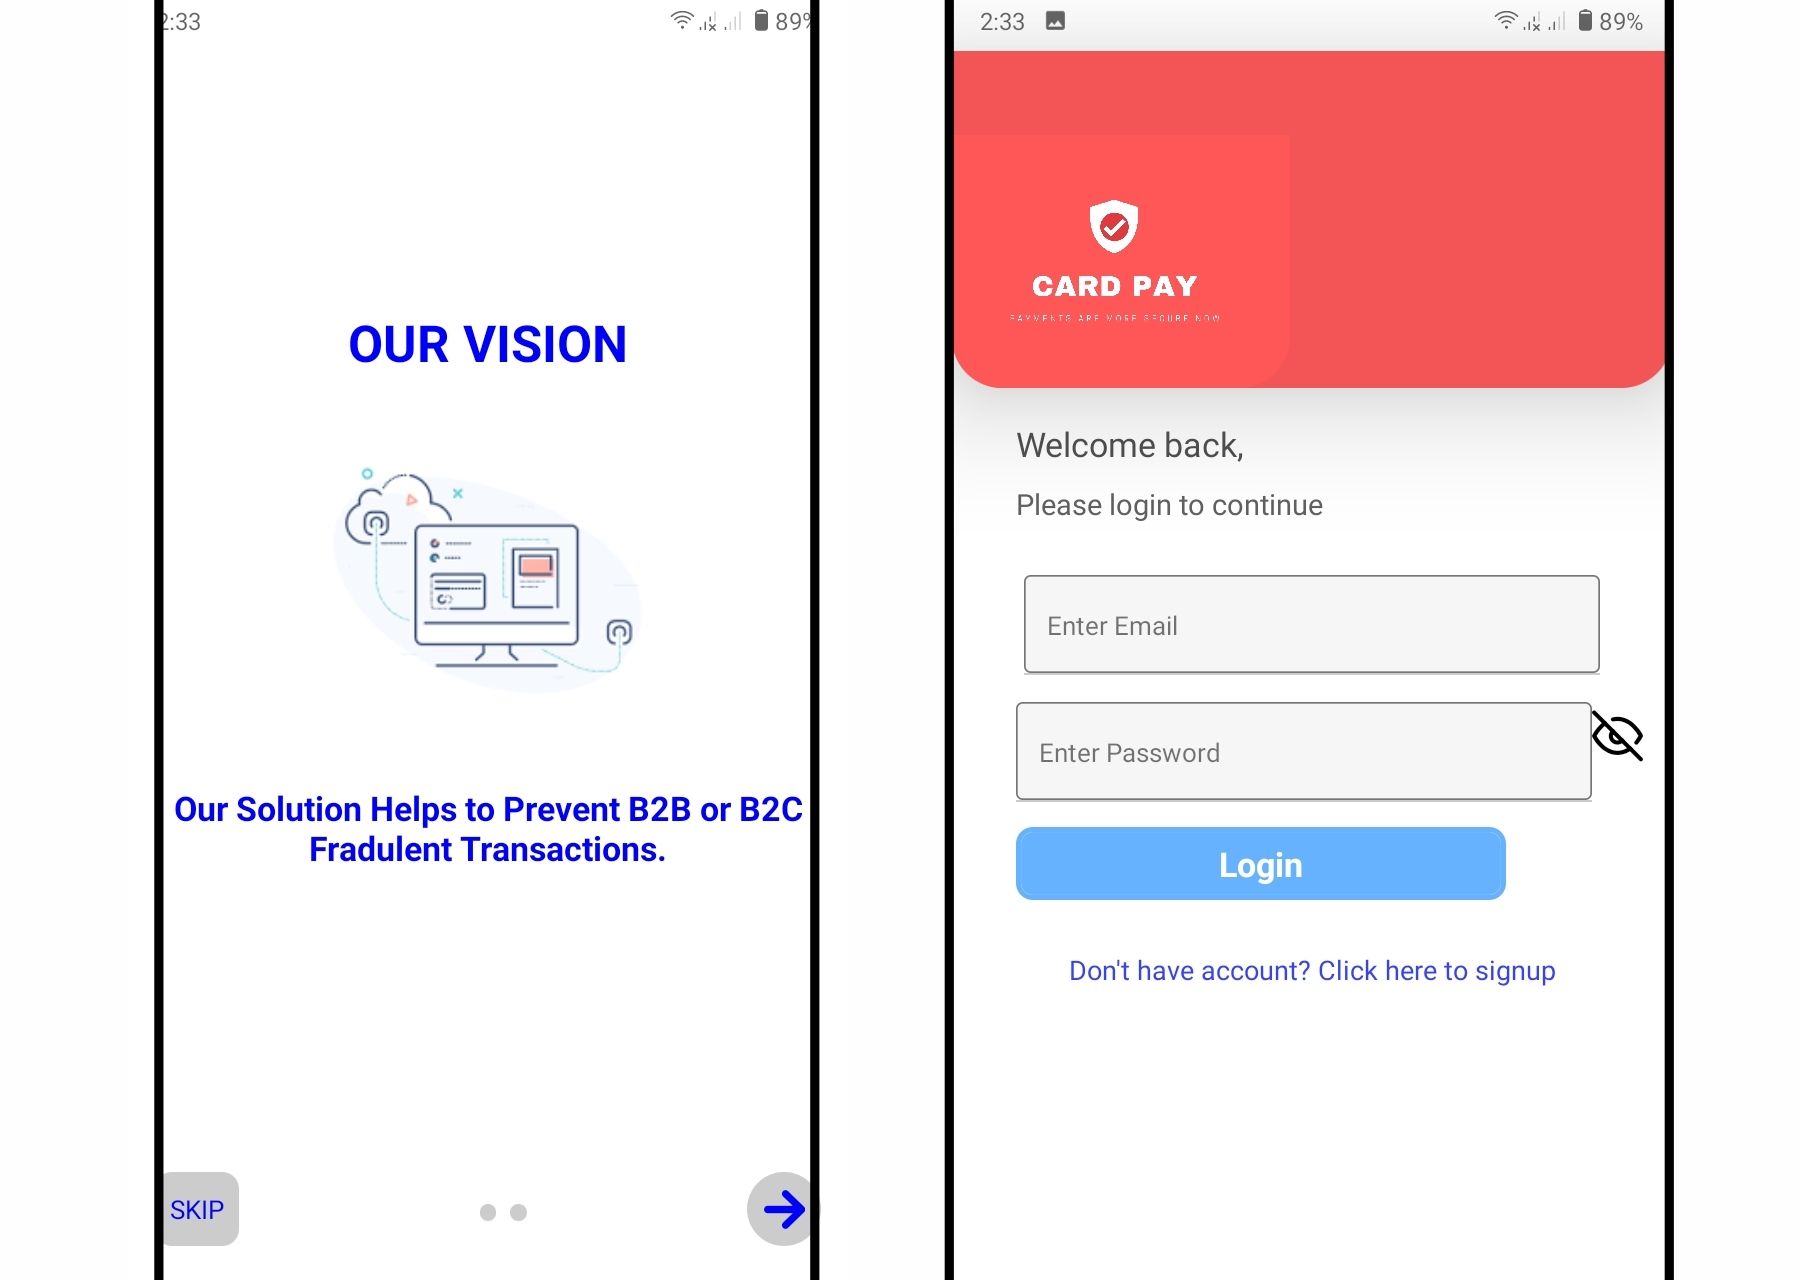 2:33 89%
OUR VISION
Our Solution Helps to Prevent B2B or B2C
Fradulent Transactions.
SKIP
2:33 89%
CARD PAY
PAYMENTS ARE MORE SECURE NOW
Welcome back,
Please login to continue
Enter Email
Enter Password
Login
Don't have account? Click here to signup